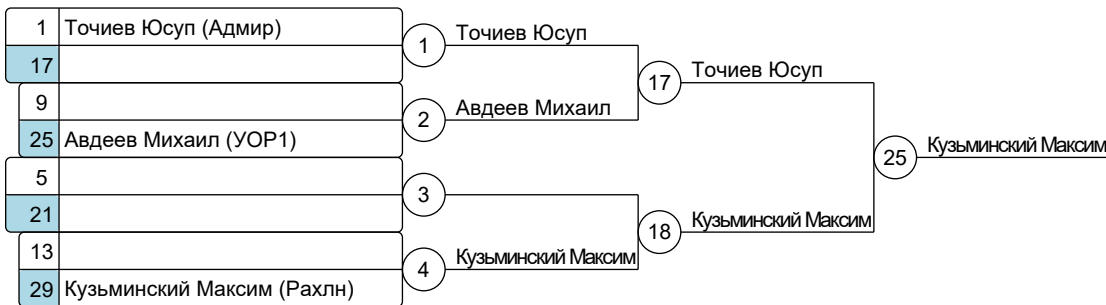 1 Точиев Юсуп (Адмир)
17
1
Точиев Юсуп
9
25 Авдеев Михаил (УОР1)
2
Авдеев Михаил
17
Точиев Юсуп
5
21
3
13
29 Кузьминский Максим (Рахлн)
4
Кузьминский Максим
18
Кузьминский Максим
25
Кузьминский Максим